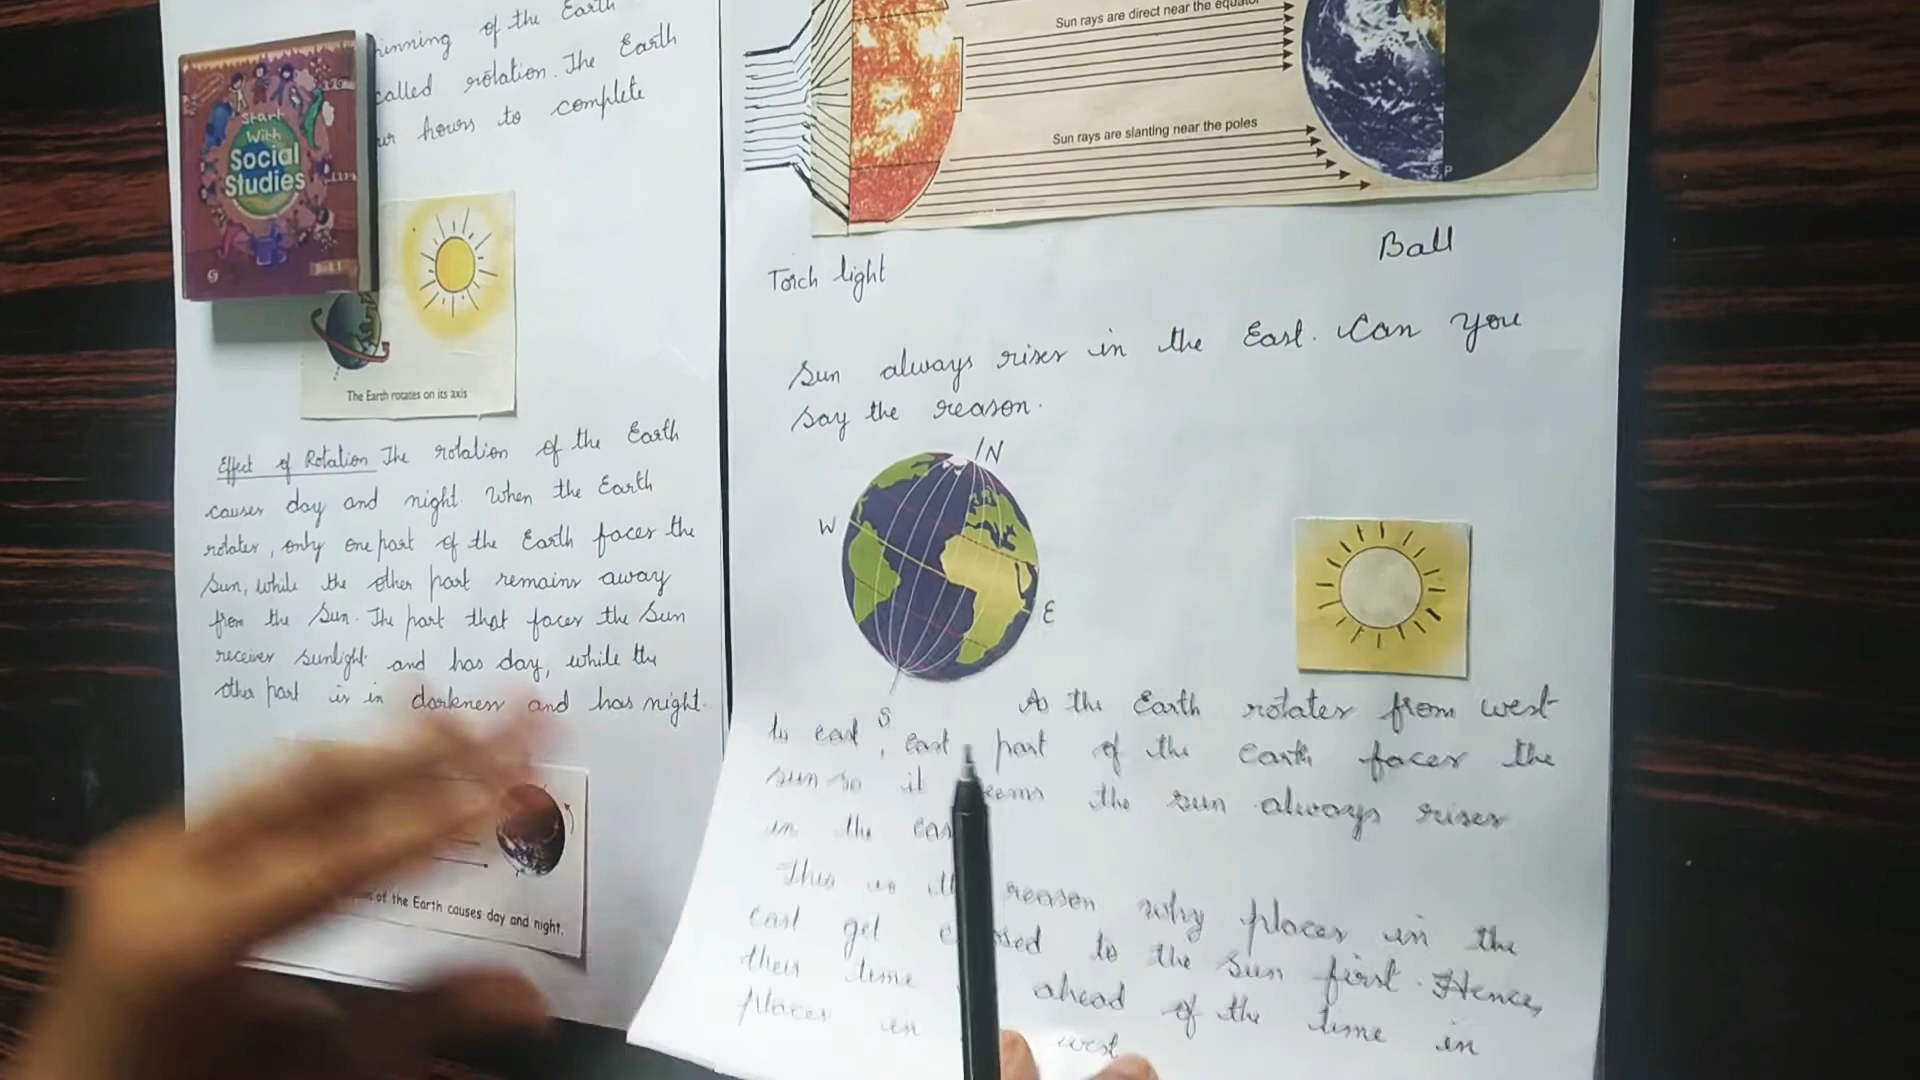 of the Earth
called rotation. The Earth
hours to complete
Start
With
Social
Studies
The Earth rotates on its axis
Effect of Rotation The rotation of the Earth
causes day and night. When the Earth
rotates, only one part of the Earth faces the
Sun, while the other part remains away
from the Sun. The part that faces the Sun
receives sunlight and has day, while the
other part is in darkness and has night.
of the Earth causes day and night.
Sun rays are direct near the equator
Sun rays are slanting near the poles
S.P
Ball
Torch light
Sun always rises in the East. Can you
say the reason.
N
W
E
S
As the Earth rotates from west
to east, east part of the earth faces the
sun so it the sun always rises
in the
This is reason why places in the
east get to the sun first. Hence,
their time ahead of the time in
places in west